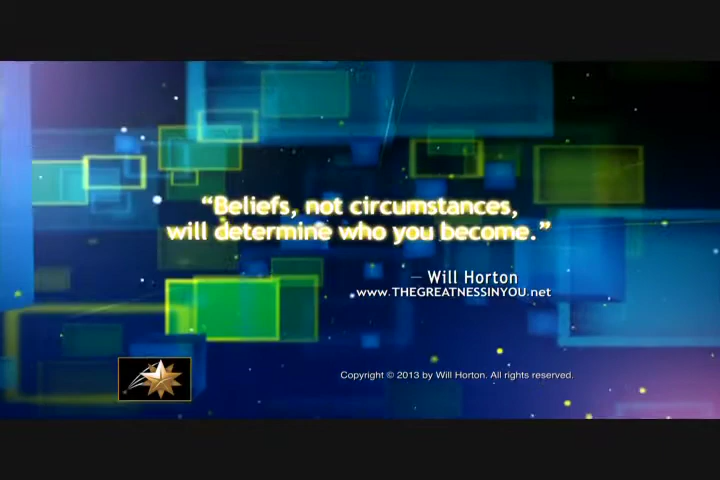 “Beliefs, not circumstances,
will determine who you become.”
— Will Horton
www.THEGREATNESSINYOU.net
Copyright © 2013 by Will Horton. All rights reserved.